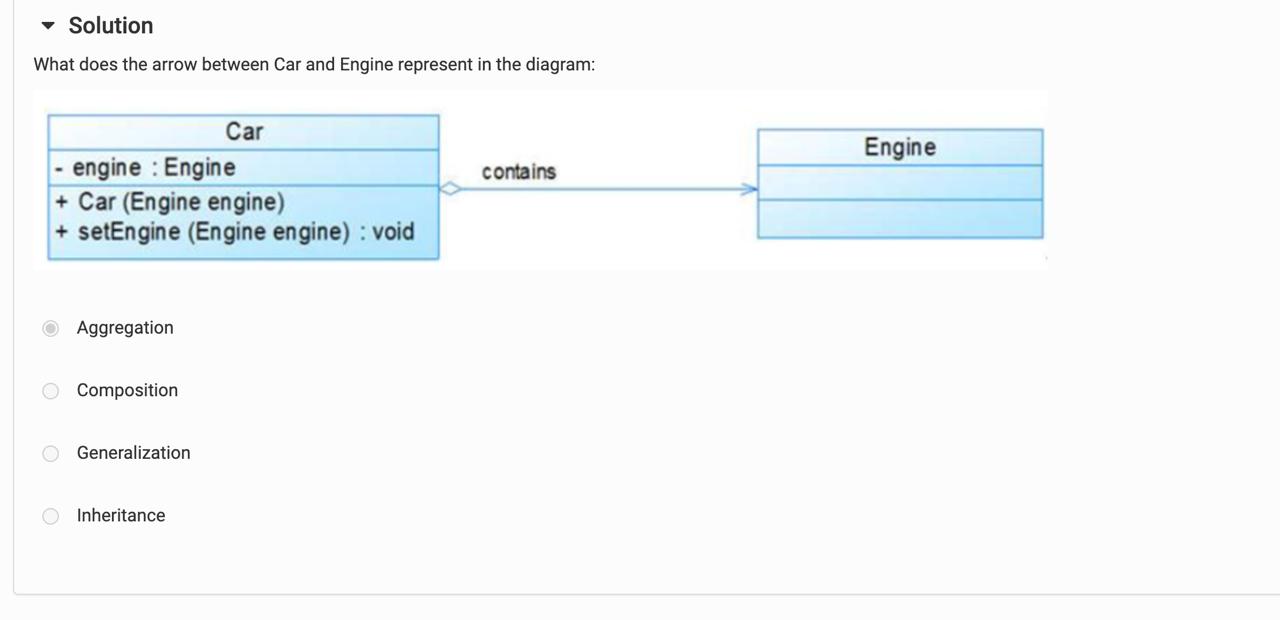 Solution
What does the arrow between Car and Engine represent in the diagram:
Car
- engine : Engine
+ Car (Engine engine)
+ setEngine (Engine engine) : void
contains
Engine
Aggregation
Composition
Generalization
Inheritance